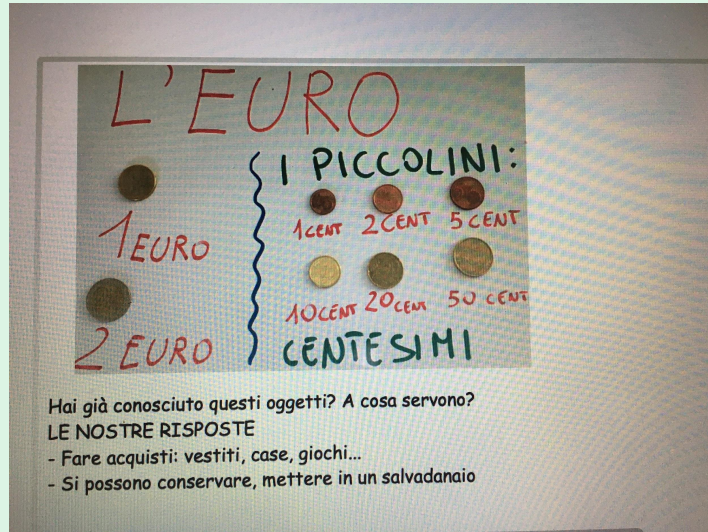 L'EURO
I PICCOLINI:
1 EURO
2 EURO
1 CENT 2 CENT 5 CENT
10 CENT 20 CENT 50 CENT
CENTESIMI
Hai già conosciuto questi oggetti? A cosa servono?
LE NOSTRE RISPOSTE
- Fare acquisti: vestiti, case, giochi...
- Si possono conservare, mettere in un salvadanaio